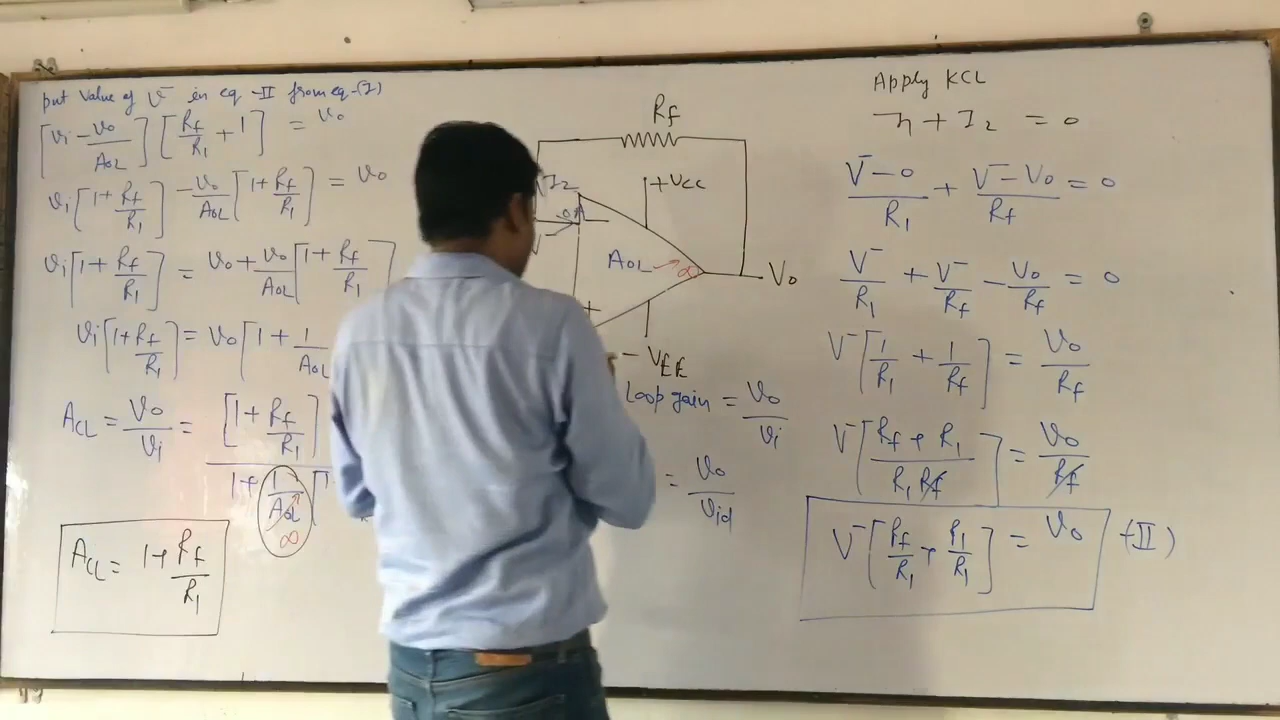 put value of V⁻ in eq-II from eq-(I)
[Vi - Vo/AOL] [Rf/R1 + 1] = Vo
Vi [1 + Rf/R1] - Vo/AOL [1 + Rf/R1] = Vo
Vi [1 + Rf/R1] = Vo + Vo/AOL [1 + Rf/R1]
Vi [1 + Rf/R1] = Vo [1 + 1/AOL
ACL = Vo/Vi = [1 + Rf/R1] / 1 + 1/AOL [
∞
ACL = 1 + Rf/R1
Rf
I2
+VCC
AOL → ∞
Vo
+
-VEE
Loop gain = Vo/Vi
= Vo/Vid
Apply KCL
I1 + I2 = 0
V⁻ - 0/R1 + V⁻ - Vo/Rf = 0
V⁻/R1 + V⁻/Rf - Vo/Rf = 0
V⁻ [1/R1 + 1/Rf] = Vo/Rf
V⁻ [Rf + R1/R1 Rf] = Vo/Rf
V⁻ [Rf/R1 + R1/R1] = Vo -(II)